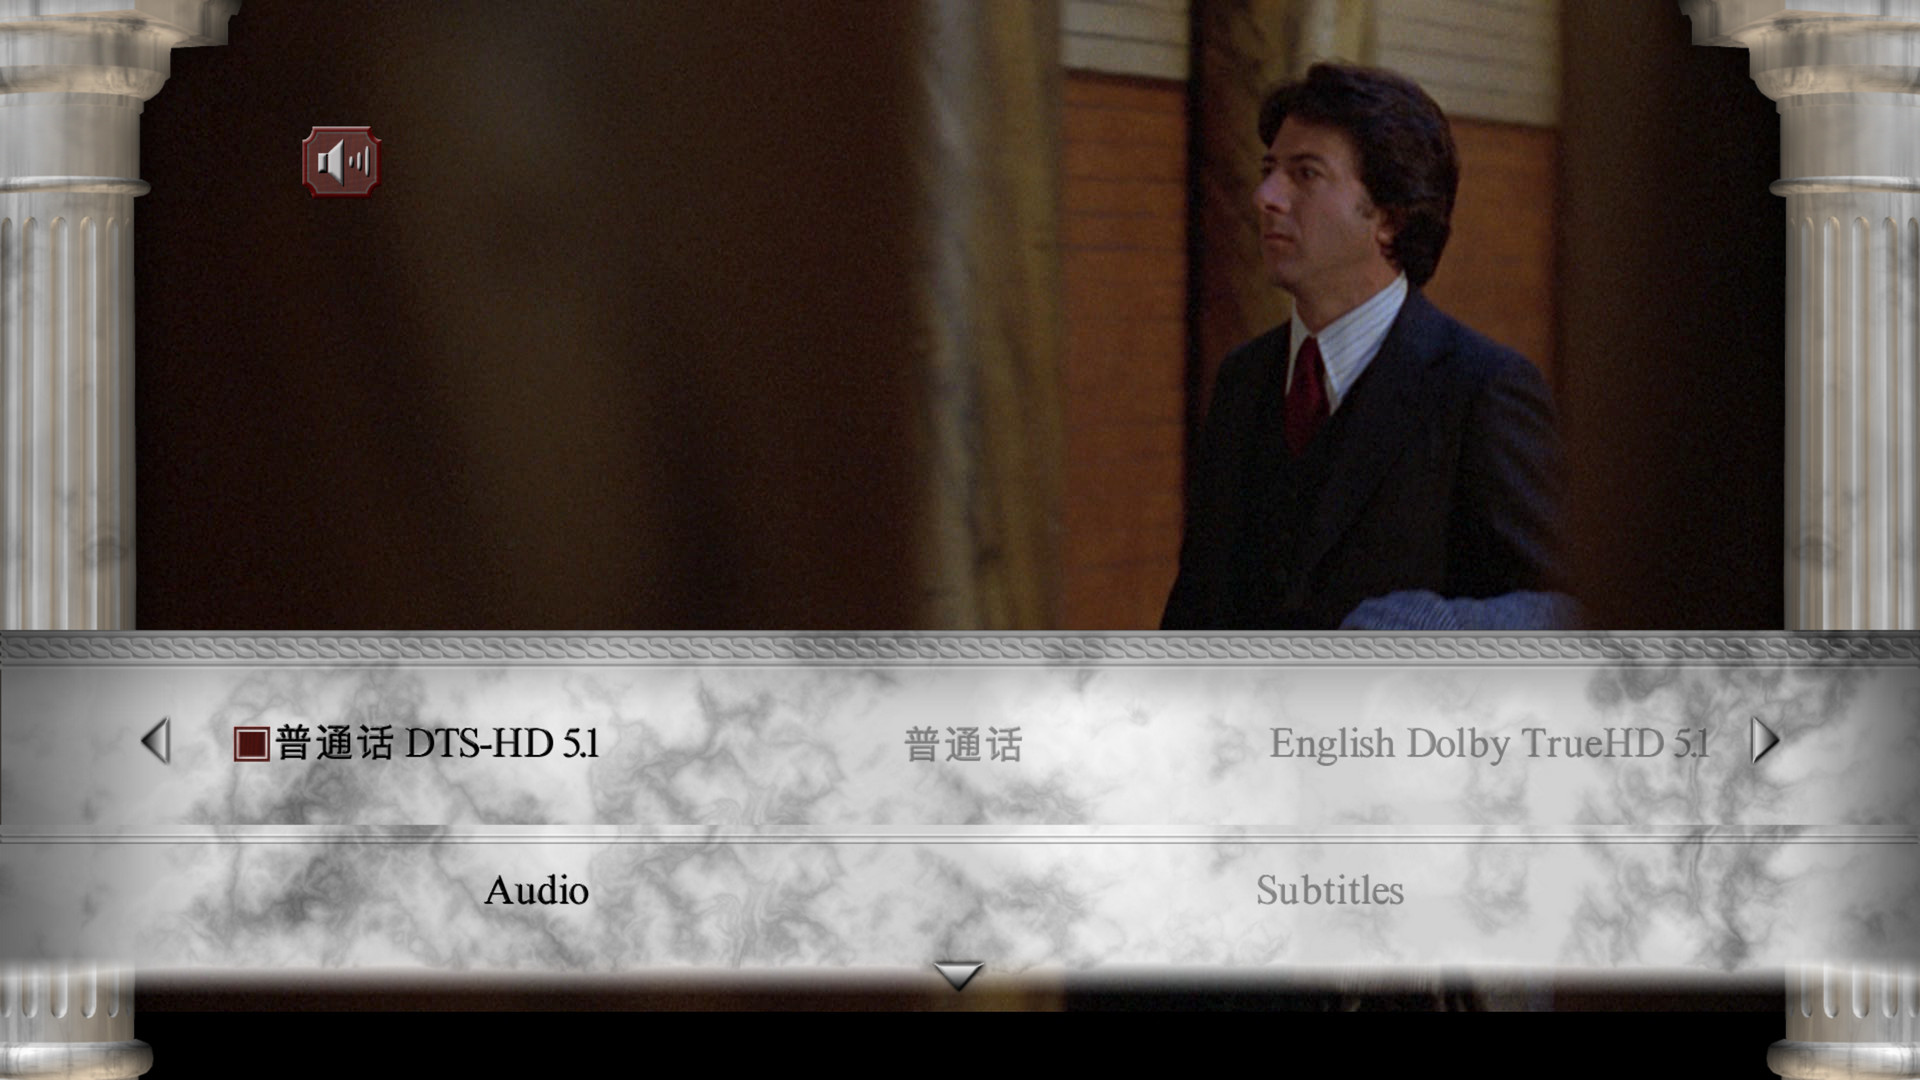 普通话 DTS-HD 5.1
普通话
English Dolby TrueHD 5.1
Audio
Subtitles